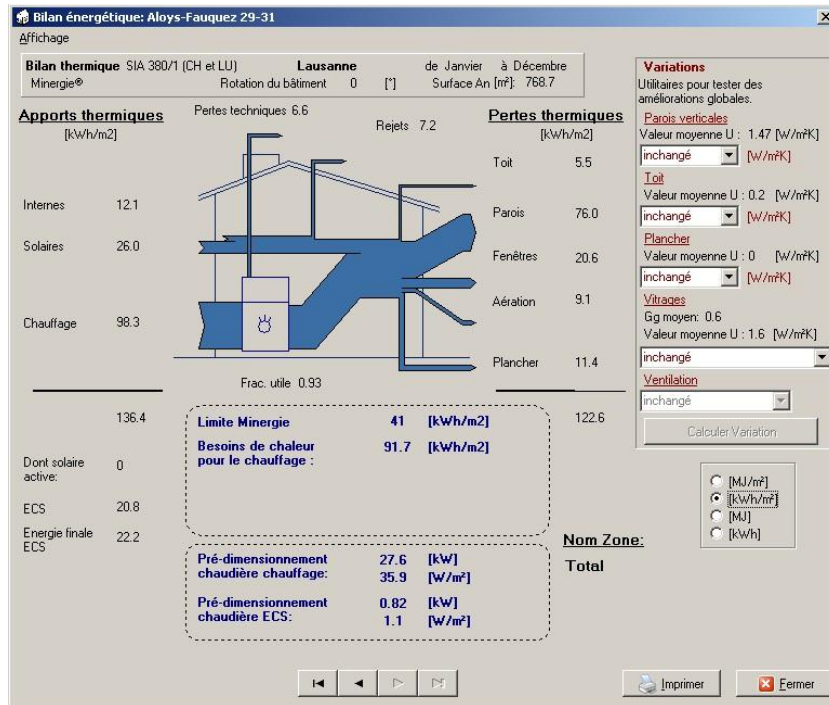 Bilan énergétique: Aloys-Fauquez 29-31
Affichage
Bilan thermique SIA 380/1 (CH et LU) Lausanne de Janvier à Décembre
Minergie® Rotation du bâtiment 0 [°] Surface An [m²]: 768.7
Apports thermiques
[kWh/m2]
Pertes techniques 6.6
Rejets 7.2
Pertes thermiques
[kWh/m2]
Internes 12.1
Solaires 26.0
Chauffage 98.3
Toit 5.5
Parois 76.0
Fenêtres 20.6
Aération 9.1
Plancher 11.4
Frac. utile 0.93
136.4
122.6
Dont solaire
active: 0
ECS 20.8
Energie finale
ECS 22.2
Limite Minergie 41 [kWh/m2]
Besoins de chaleur
pour le chauffage : 91.7 [kWh/m2]
Pré-dimensionnement 27.6 [kW]
chaudière chauffage: 35.9 [W/m²]
Pré-dimensionnement 0.82 [kW]
chaudière ECS: 1.1 [W/m²]
Nom Zone:
Total
Variations
Utilitaires pour tester des
améliorations globales.
Parois verticales
Valeur moyenne U : 1.47 [W/m²K]
inchangé [W/m²K]
Toit
Valeur moyenne U : 0.2 [W/m²K]
inchangé [W/m²K]
Plancher
Valeur moyenne U : 0 [W/m²K]
inchangé [W/m²K]
Vitrages
Gg moyen: 0.6
Valeur moyenne U : 1.6 [W/m²K]
inchangé
Ventilation
inchangé
Calculer Variation
[MJ/m²]
[kWh/m²]
[MJ]
[kWh]
Imprimer
Fermer